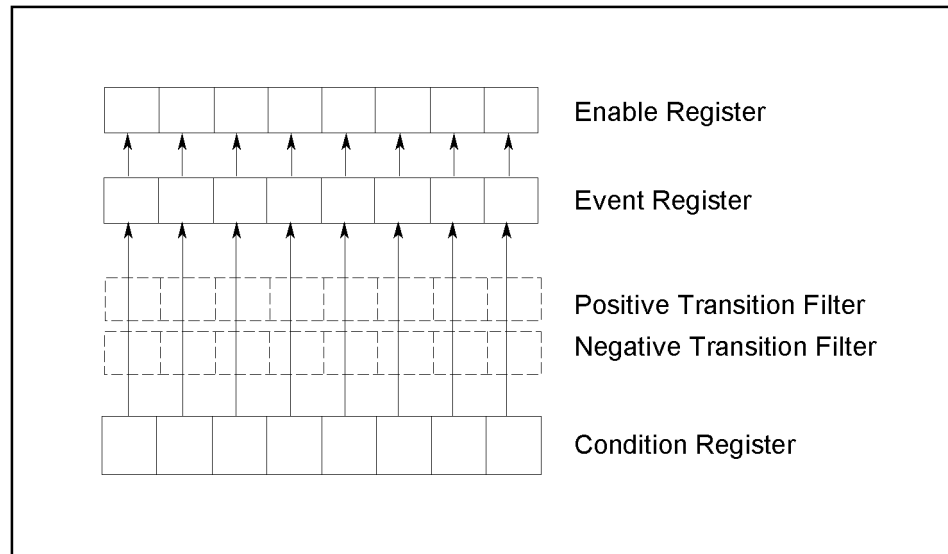 Enable Register
Event Register
Positive Transition Filter
Negative Transition Filter
Condition Register